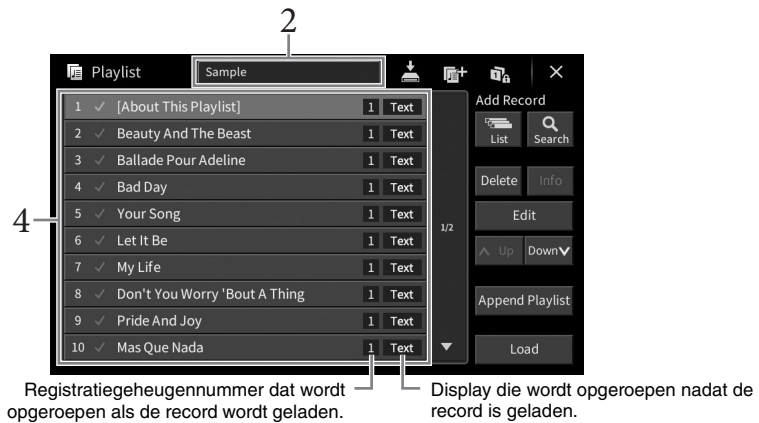 2
Playlist
Sample
1 [About This Playlist] 1 Text
2 Beauty And The Beast 1 Text
3 Ballade Pour Adeline 1 Text
4 Bad Day 1 Text
5 Your Song 1 Text
6 Let It Be 1 Text
7 My Life 1 Text
8 Don't You Worry 'Bout A Thing 1 Text
9 Pride And Joy 1 Text
10 Mas Que Nada 1 Text
4
1/2
Add Record
List Search
Delete Info
Edit
Up Down
Append Playlist
Load
Registratiegeheugennummer dat wordt
opgeroepen als de record wordt geladen.
Display die wordt opgeroepen nadat de
record is geladen.